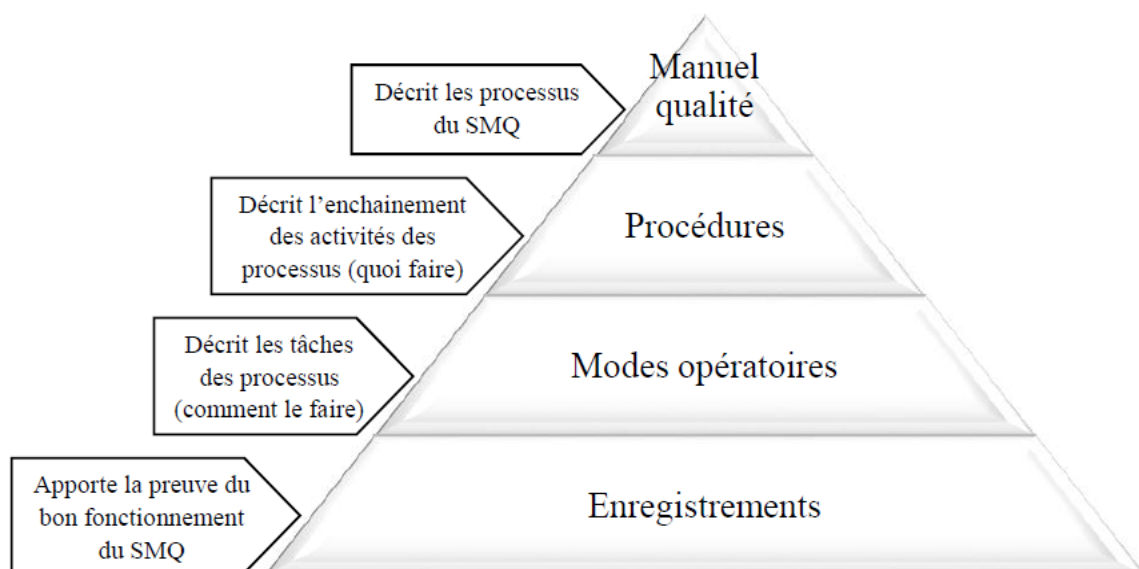 Manuel
qualité
Décrit les processus
du SMQ
Procédures
Décrit l’enchainement
des activités des
processus (quoi faire)
Modes opératoires
Décrit les tâches
des processus
(comment le faire)
Enregistrements
Apporte la preuve du
bon fonctionnement
du SMQ